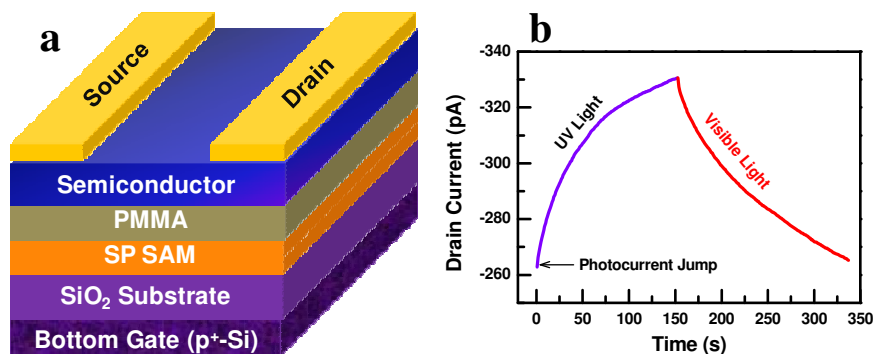 a
Source
Drain
Semiconductor
PMMA
SP SAM
SiO₂ Substrate
Bottom Gate (p⁺-Si)
b
Drain Current (pA)
-340
-320
-300
-280
-260
UV Light
Visible Light
Photocurrent Jump
0 50 100 150 200 250 300 350
Time (s)